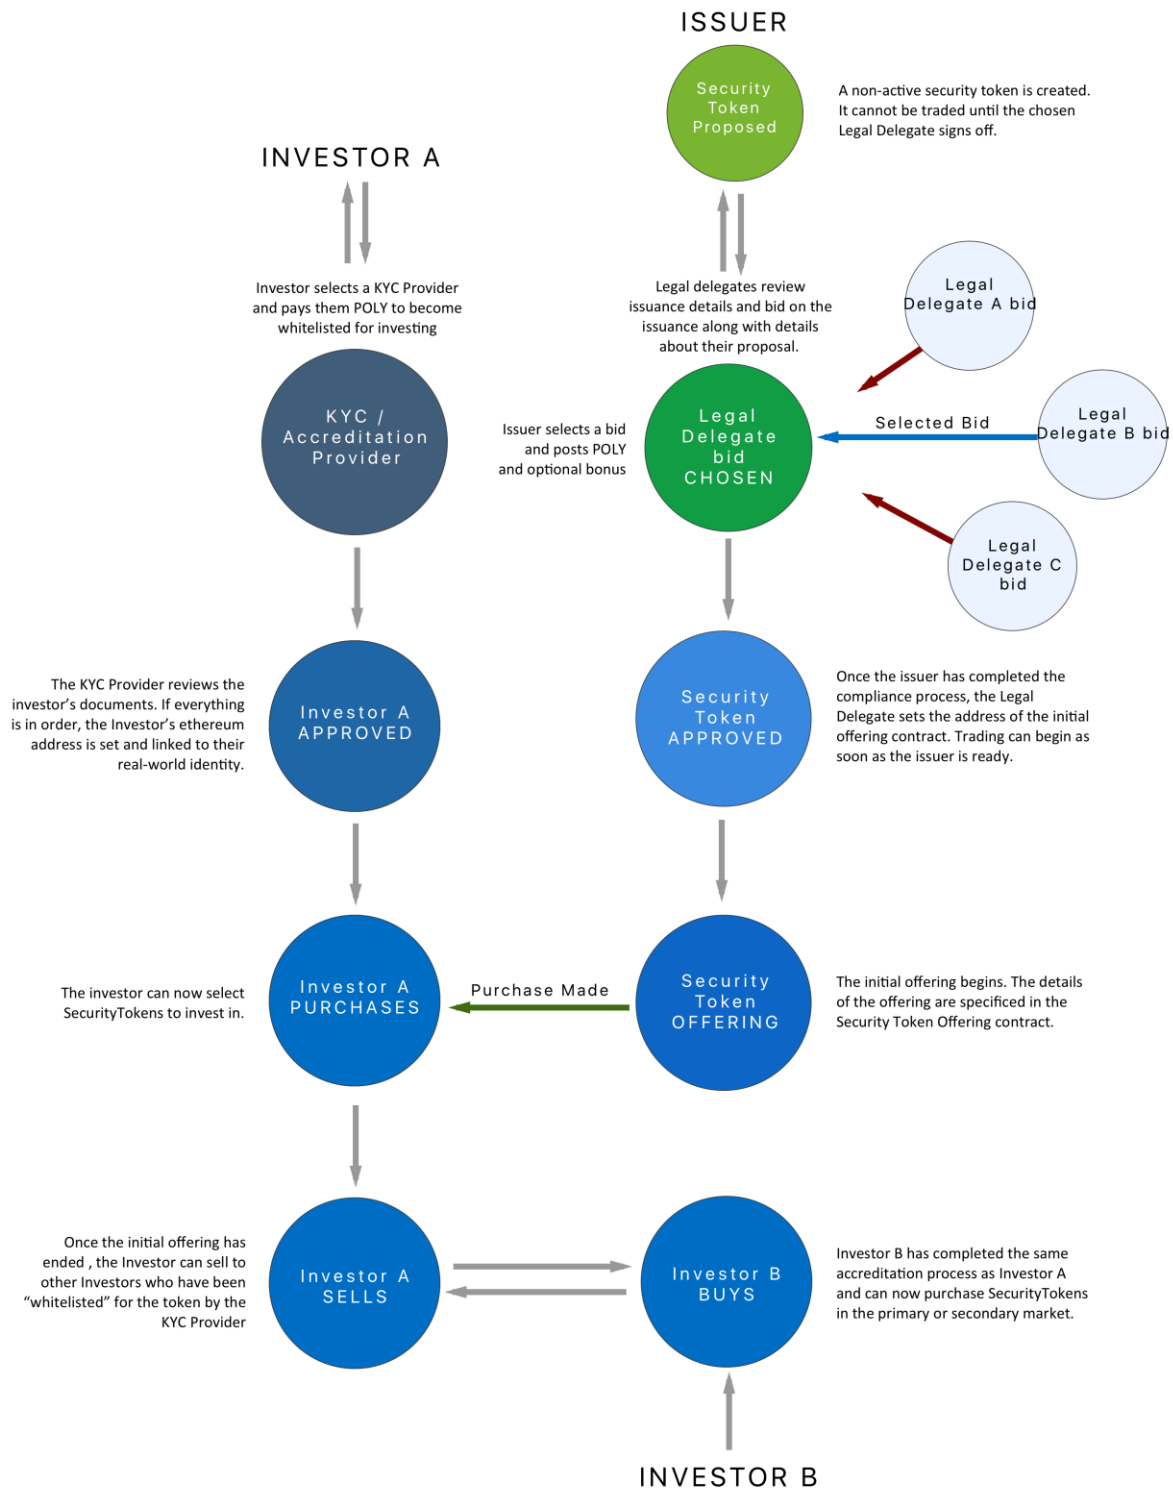 ISSUER
Security
Token
Proposed
A non-active security token is created.
It cannot be traded until the chosen
Legal Delegate signs off.
INVESTOR A
Investor selects a KYC Provider
and pays them POLY to become
whitelisted for investing
Legal delegates review
issuance details and bid on the
issuance along with details
about their proposal.
Legal
Delegate A bid
KYC /
Accreditation
Provider
Issuer selects a bid
and posts POLY
and optional bonus
Legal
Delegate
bid
CHOSEN
Selected Bid
Legal
Delegate B bid
Legal
Delegate C
bid
The KYC Provider reviews the
investor’s documents. If everything
is in order, the Investor’s ethereum
address is set and linked to their
real-world identity.
Investor A
APPROVED
Security
Token
APPROVED
Once the issuer has completed the
compliance process, the Legal
Delegate sets the address of the initial
offering contract. Trading can begin as
soon as the issuer is ready.
The investor can now select
SecurityTokens to invest in.
Investor A
PURCHASES
Purchase Made
Security
Token
OFFERING
The initial offering begins. The details
of the offering are specificed in the
Security Token Offering contract.
Once the initial offering has
ended , the Investor can sell to
other Investors who have been
“whitelisted” for the token by the
KYC Provider
Investor A
SELLS
Investor B
BUYS
Investor B has completed the same
accreditation process as Investor A
and can now purchase SecurityTokens
in the primary or secondary market.
INVESTOR B